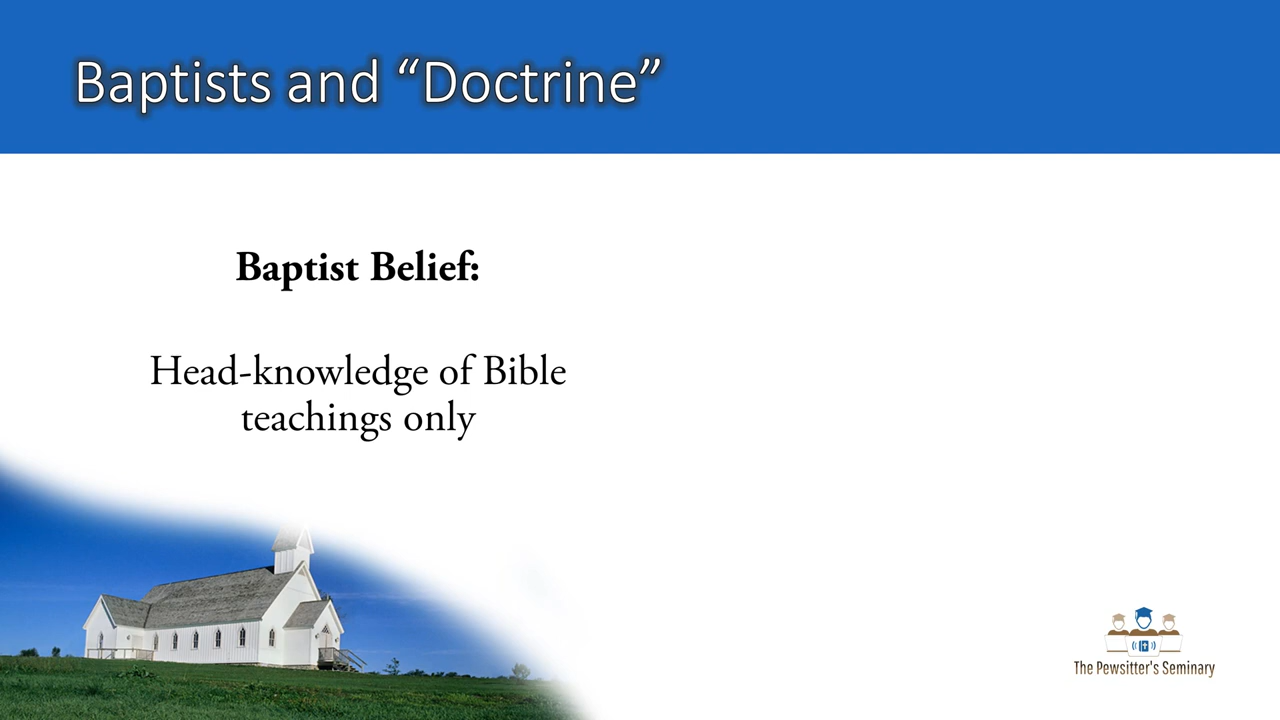 Baptists and “Doctrine”
Baptist Belief:
Head-knowledge of Bible
teachings only
The Pewsitter's Seminary